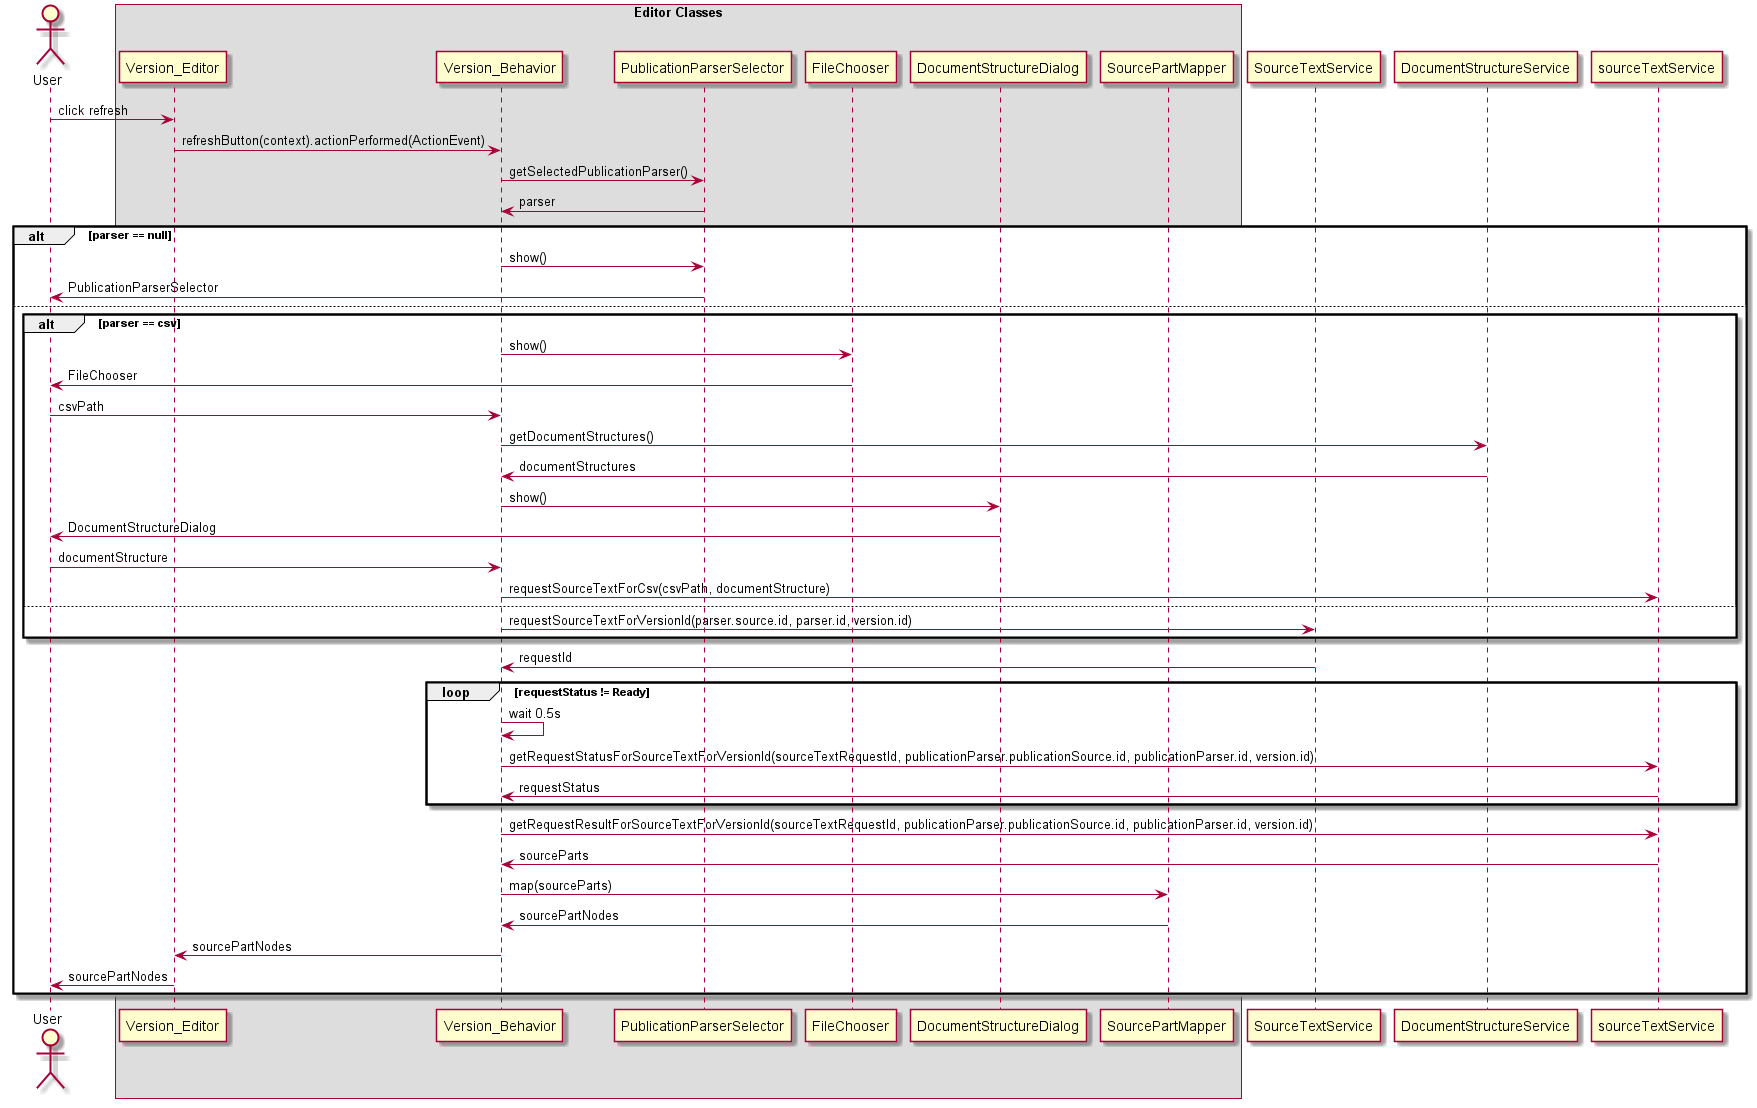 Editor Classes
User
Version_Editor
Version_Behavior
PublicationParserSelector
FileChooser
DocumentStructureDialog
SourcePartMapper
SourceTextService
DocumentStructureService
sourceTextService
click refresh
refreshButton(context).actionPerformed(ActionEvent)
getSelectedPublicationParser()
parser
alt [parser == null]
show()
PublicationParserSelector
alt [parser == csv]
show()
FileChooser
csvPath
getDocumentStructures()
documentStructures
show()
DocumentStructureDialog
documentStructure
requestSourceTextForCsv(csvPath, documentStructure)
requestSourceTextForVersionId(parser.source.id, parser.id, version.id)
requestId
loop [requestStatus != Ready]
wait 0.5s
getRequestStatusForSourceTextForVersionId(sourceTextRequestId, publicationParser.publicationSource.id, publicationParser.id, version.id)
requestStatus
getRequestResultForSourceTextForVersionId(sourceTextRequestId, publicationParser.publicationSource.id, publicationParser.id, version.id)
sourceParts
map(sourceParts)
sourcePartNodes
sourcePartNodes
sourcePartNodes
User
Version_Editor
Version_Behavior
PublicationParserSelector
FileChooser
DocumentStructureDialog
SourcePartMapper
SourceTextService
DocumentStructureService
sourceTextService